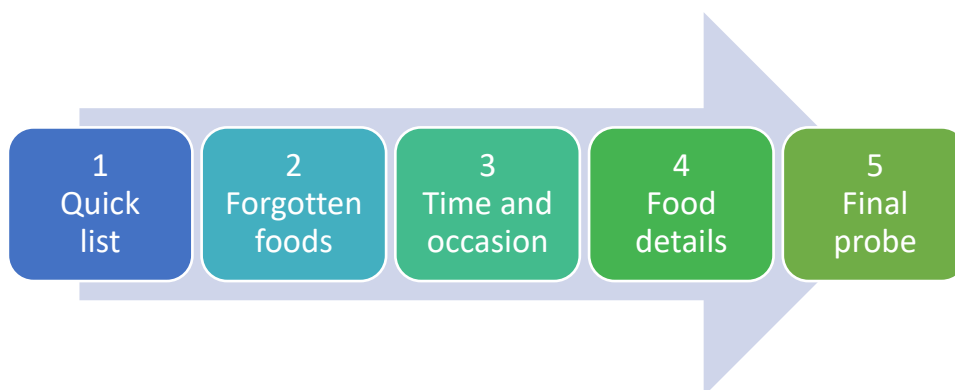 1
Quick
list
2
Forgotten
foods
3
Time and
occasion
4
Food
details
5
Final
probe